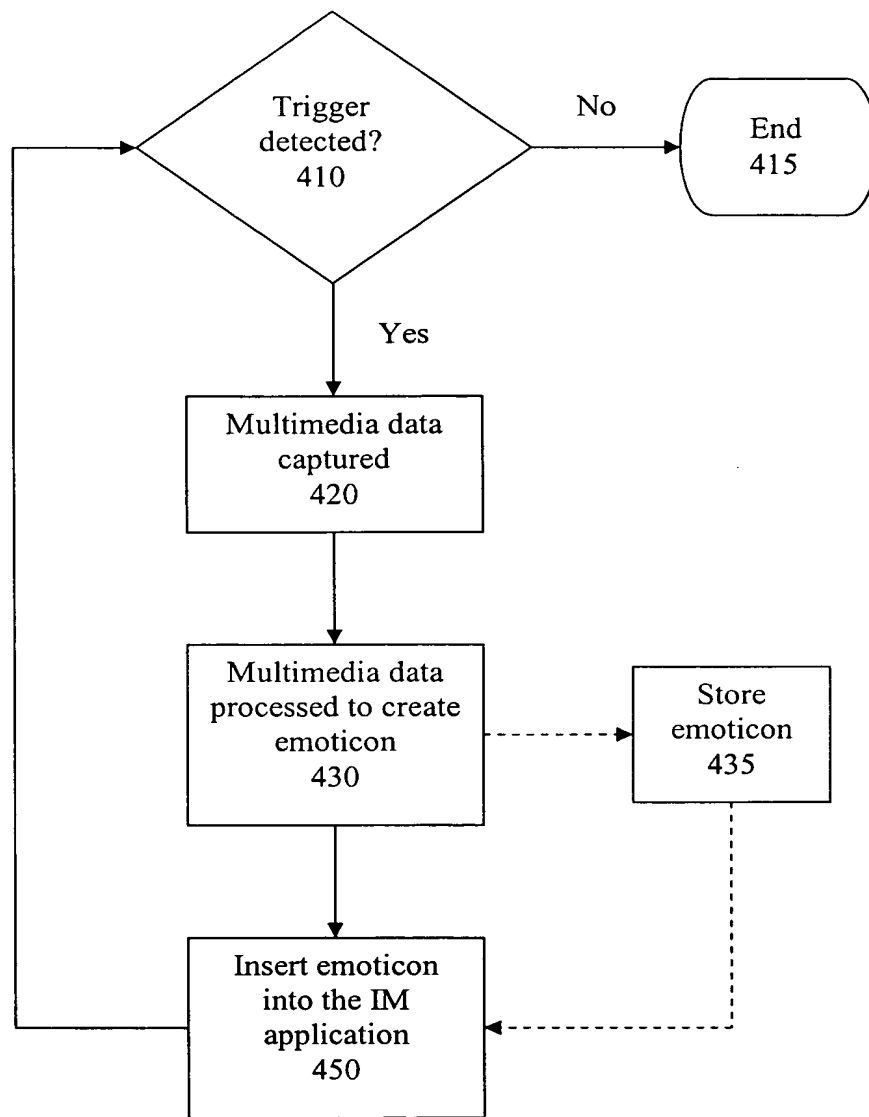 Trigger
detected?
410
No
End
415
Yes
Multimedia data
captured
420
Multimedia data
processed to create
emoticon
430
Store
emoticon
435
Insert emoticon
into the IM
application
450